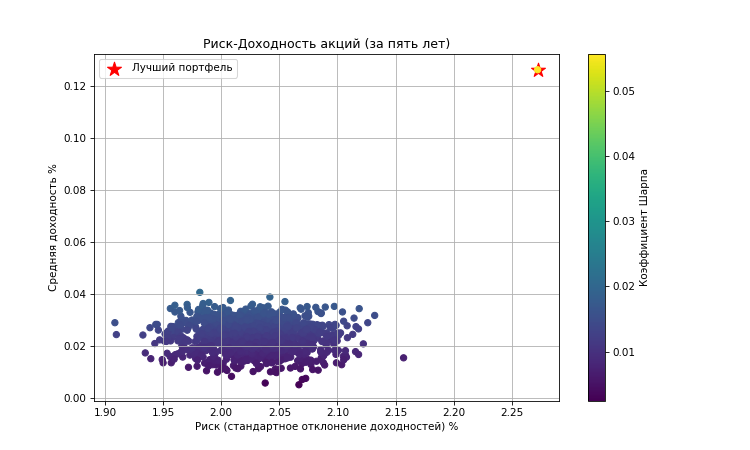 Риск-Доходность акций (за пять лет)
Лучший портфель
0.12
0.10
0.08
0.06
0.04
0.02
0.00
Средняя доходность %
1.90 1.95 2.00 2.05 2.10 2.15 2.20 2.25
Риск (стандартное отклонение доходностей) %
0.05
0.04
0.03
0.02
0.01
Коэффициент Шарпа